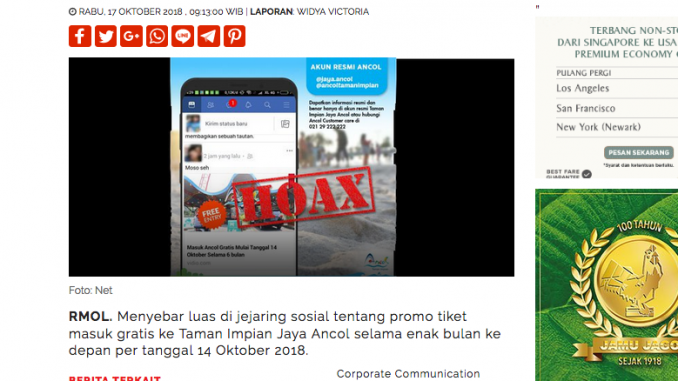 RABU, 17 OKTOBER 2018 , 09:13:00 WIB | LAPORAN: WIDYA VICTORIA
AKUN RESMI ANCOL
@jaya.ancol
@ancoltamanimpian
Dapatkan informasi resmi dan
benar hanya di akun resmi Taman
Impian Jaya Ancol atau hubungi
Ancol Customer care di
021 29 222 222
Kirim status baru
membagikan sebuah tautan.
3 jam yang lalu
Mosa seh
HOAX
FREE
ENTRY
Masuk Ancol Gratis Mulai Tanggal 14
Oktober Selama 6 bulan
Foto: Net
RMOL. Menyebar luas di jejaring sosial tentang promo tiket
masuk gratis ke Taman Impian Jaya Ancol selama enak bulan ke
depan per tanggal 14 Oktober 2018.
BERITA TERKAIT
Corporate Communication
TERBANG NON-STO
DARI SINGAPORE KE USA
PREMIUM ECONOMY
PULANG PERGI
Los Angeles
San Francisco
New York (Newark)
PESAN SEKARANG
*Syarat dan ketentuan berlaku.
BEST FARE
GUARANTEE
100 TAHUN
JAMU JAGO
SEJAK 1918